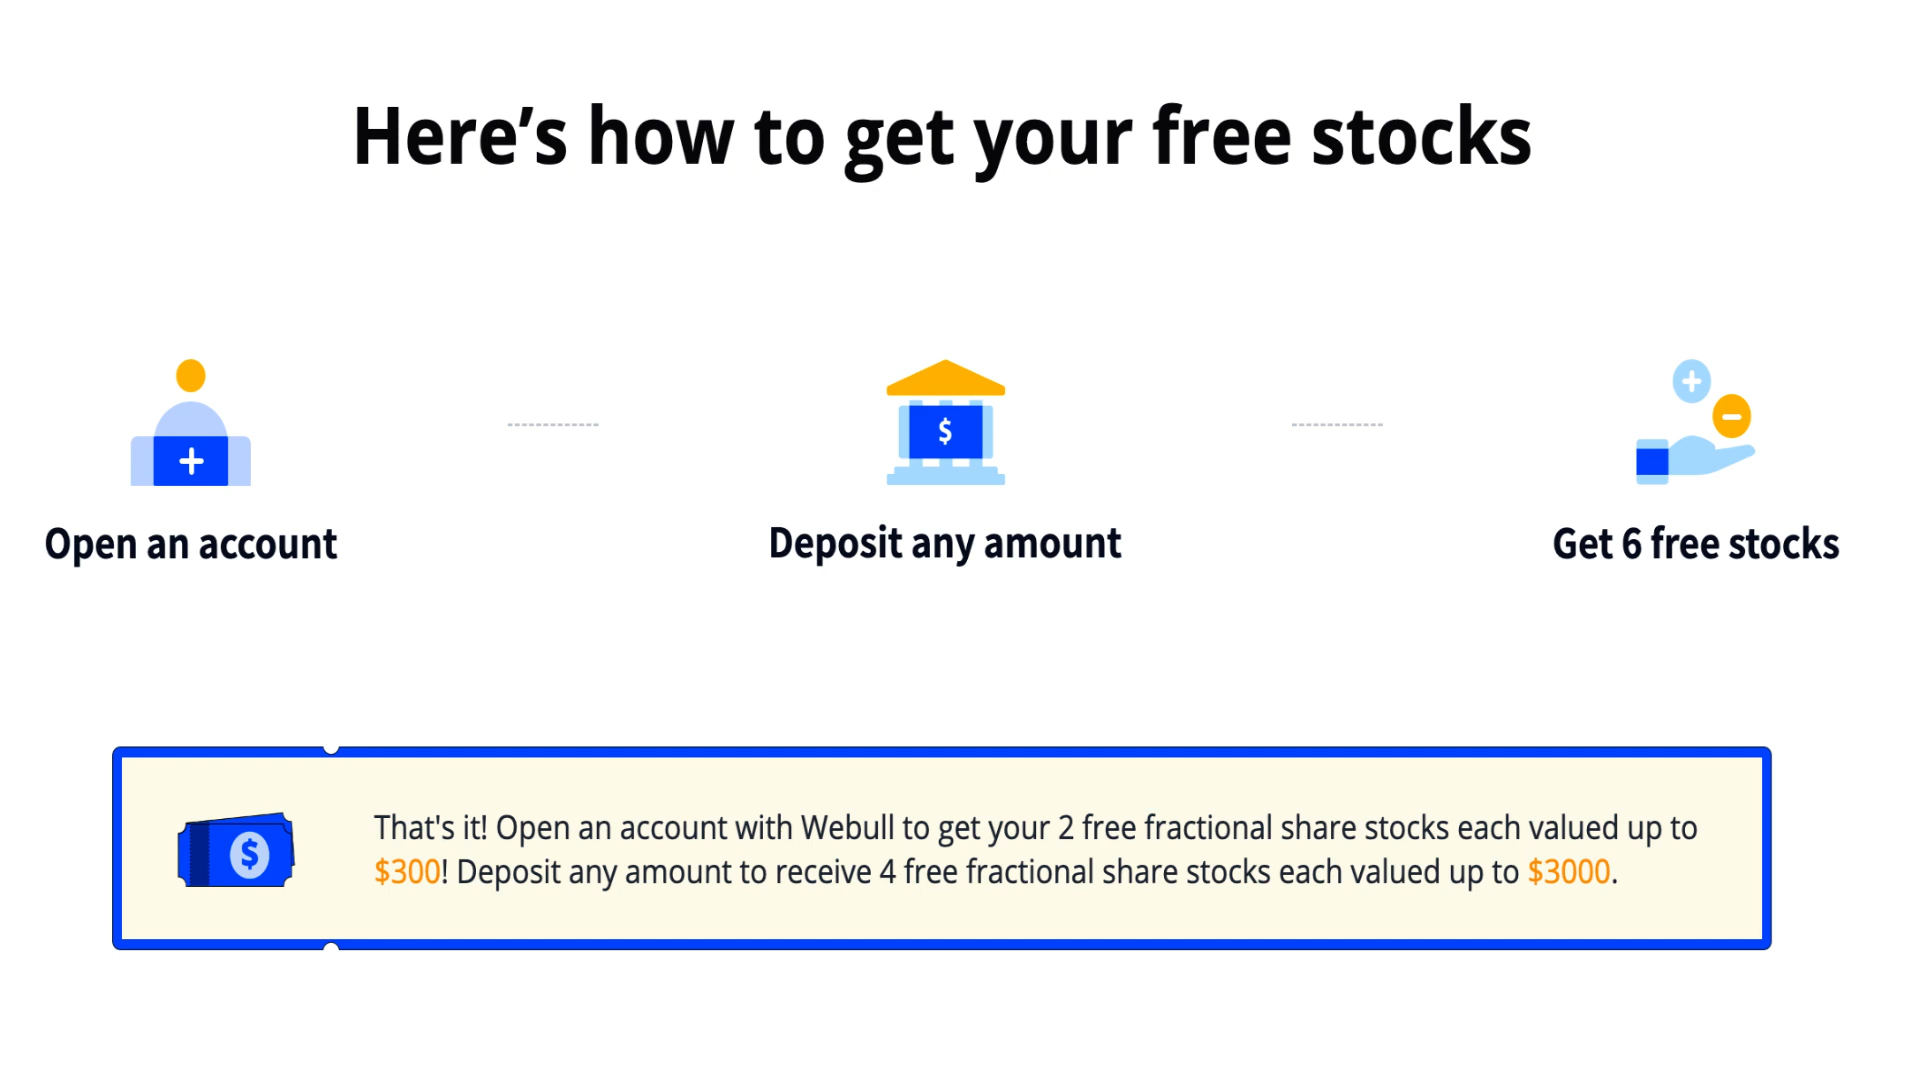 Here’s how to get your free stocks
$
Open an account
Deposit any amount
Get 6 free stocks
$
That's it! Open an account with Webull to get your 2 free fractional share stocks each valued up to
$300! Deposit any amount to receive 4 free fractional share stocks each valued up to $3000.